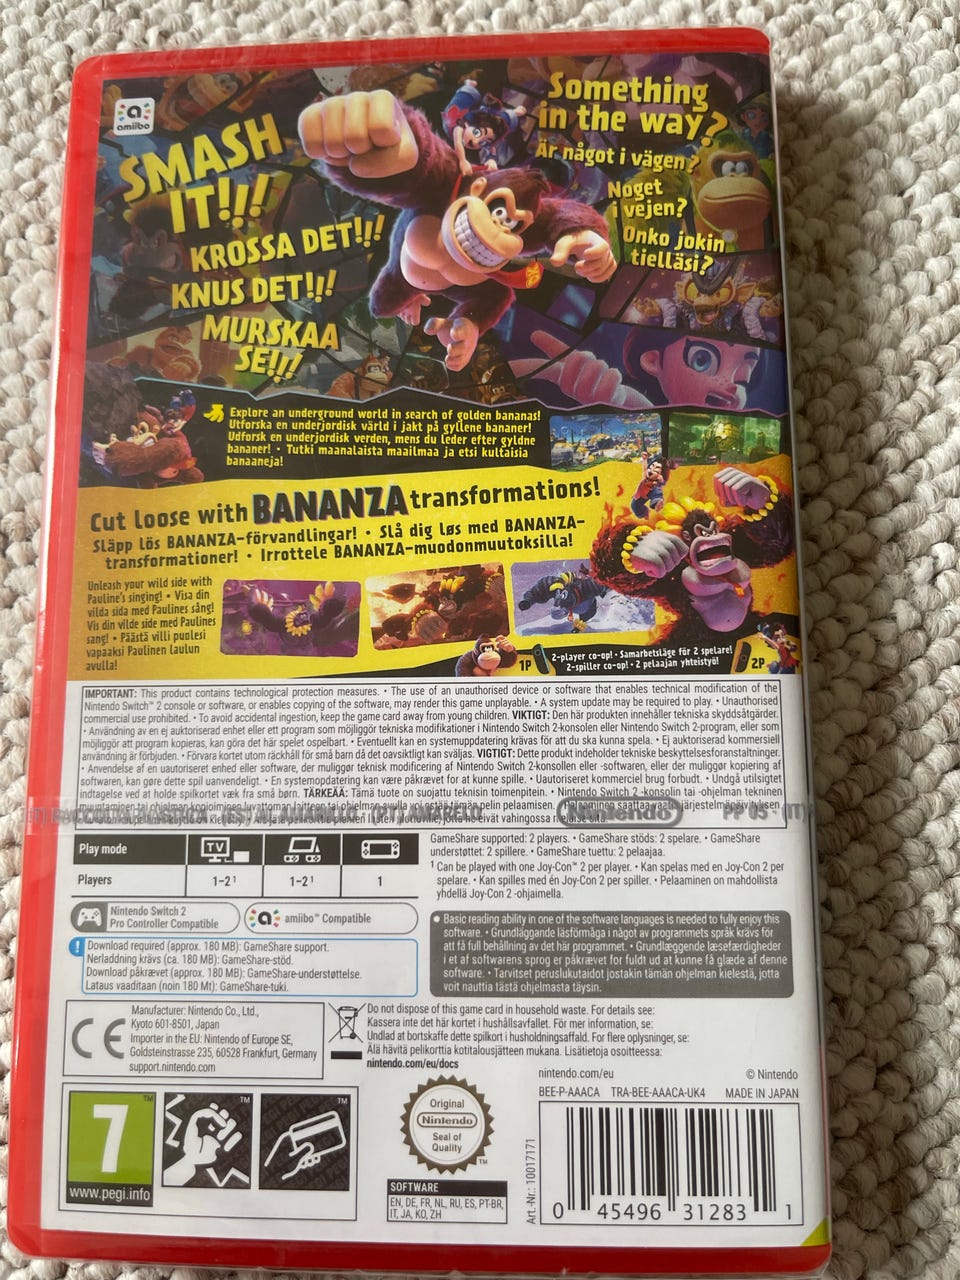 amiibo
SMASH
IT!!!
KROSSA DET!!!
KNUS DET!!!
MURSKAA
SE!!!
Something
in the way?
Är något i vägen?
Noget
i vejen?
Onko jokin
tielläsi?
Explore an underground world in search of golden bananas!
Utforska en underjordisk värld i jakt på gyllene bananer!
Udforsk en underjordisk verden, mens du leder efter gyldne
bananer! • Tutki maanalaista maailmaa ja etsi kultaisia
banaaneja!
Cut loose with BANANZA transformations!
Släpp lös BANANZA-förvandlingar! • Slå dig løs med BANANZA-
transformationer! • Irrottele BANANZA-muodonmuutoksilla!
Unleash your wild side with
Pauline's singing! • Visa din
vilda sida med Paulines sång!
Vis din vilde side med Paulines
sang! • Päästä villi puolesi
vapaaksi Paulinen laulun
avulla!
1P
2-player co-op! • Samarbetsläge för 2 spelare!
2-spiller co-op! • 2 pelaajan yhteistyö!
2P
IMPORTANT: This product contains technological protection measures. • The use of an unauthorised device or software that enables technical modification of the
Nintendo Switch™ 2 console or software, or enables copying of the software, may render this game unplayable. • A system update may be required to play. • Unauthorised
commercial use prohibited. • To avoid accidental ingestion, keep the game card away from young children. VIKTIGT: Den här produkten innehåller tekniska skyddsåtgärder.
• Användning av en ej auktoriserad enhet eller ett program som möjliggör tekniska modifikationer i Nintendo Switch 2-konsolen eller Nintendo Switch 2-program, eller som
möjliggör att program kopieras, kan göra det här spelet ospelbart. • Eventuellt kan en systemuppdatering krävas för att du ska kunna spela. • Ej auktoriserad kommersiell
användning är förbjuden. • Förvara kortet utom räckhåll för små barn då det oavsiktligt kan sväljas. VIGTIGT: Dette produkt indeholder tekniske beskyttelsesforanstaltninger.
• Anvendelse af en uautoriseret enhed eller software, der muliggør teknisk modificering af Nintendo Switch 2-konsollen eller -softwaren, eller der muliggør kopiering af
softwaren, kan gøre dette spil uanvendeligt. • En systemopdatering kan være påkrævet for at kunne spille. • Uautoriseret kommerciel brug forbudt. • Undgå utilsigtet
indtagelse ved at holde spilkortet væk fra små børn. TÄRKEÄÄ: Tämä tuote on suojattu teknisin toimenpitein. • Nintendo Switch 2 -konsolin tai -ohjelman tekninen
muuntaminen tai ohjelman kopioiminen luvattoman laitteen tai ohjelman avulla voi estää tämän pelin pelaamisen.
Nintendo
PP 05 - (IT)
Play mode
TV
Players
1-2¹
1-2¹
1
GameShare supported: 2 players. • GameShare stöds: 2 spelare. • GameShare
understøttet: 2 spillere. • GameShare tuettu: 2 pelaajaa.
¹ Can be played with one Joy-Con™ 2 per player. • Kan spelas med en Joy-Con 2 per
spelare. • Kan spilles med én Joy-Con 2 per spiller. • Pelaaminen on mahdollista
yhdellä Joy-Con 2 -ohjaimella.
Nintendo Switch 2
Pro Controller Compatible
amiibo™ Compatible
Download required (approx. 180 MB): GameShare support.
Nerladdning krävs (ca. 180 MB): GameShare-stöd.
Download påkrævet (approx. 180 MB): GameShare-understøttelse.
Lataus vaaditaan (noin 180 Mt): GameShare-tuki.
• Basic reading ability in one of the software languages is needed to fully enjoy this
software. • Grundläggande läsförmåga i något av programmets språk krävs för
att få full behållning av det här programmet. • Grundlæggende læsefærdigheder
i et af softwarens sprog er påkrævet for fuldt ud at kunne få glæde af denne
software. • Tarvitset peruslukutaidot jostakin tämän ohjelman kielestä, jotta
voit nauttia tästä ohjelmasta täysin.
CE
Manufacturer: Nintendo Co., Ltd.,
Kyoto 601-8501, Japan
Importer in the EU: Nintendo of Europe SE,
Goldsteinstrasse 235, 60528 Frankfurt, Germany
support.nintendo.com
Do not dispose of this game card in household waste. For details see:
Kassera inte det här kortet i hushållsavfallet. För mer information, se:
Undlad at bortskaffe dette spilkort i husholdningsaffald. For flere oplysninger, se:
Älä hävitä pelikorttia kotitalousjätteen mukana. Lisätietoja osoitteessa:
nintendo.com/eu/docs
nintendo.com/eu
© Nintendo
BEE-P-AAACA TRA-BEE-AAACA-UK4 MADE IN JAPAN
7
www.pegi.info
Original
Nintendo
Seal of
Quality
SOFTWARE
EN, DE, FR, NL, RU, ES, PT-BR,
IT, JA, KO, ZH
Art.-Nr.: 10017171
0 45496 31283 1